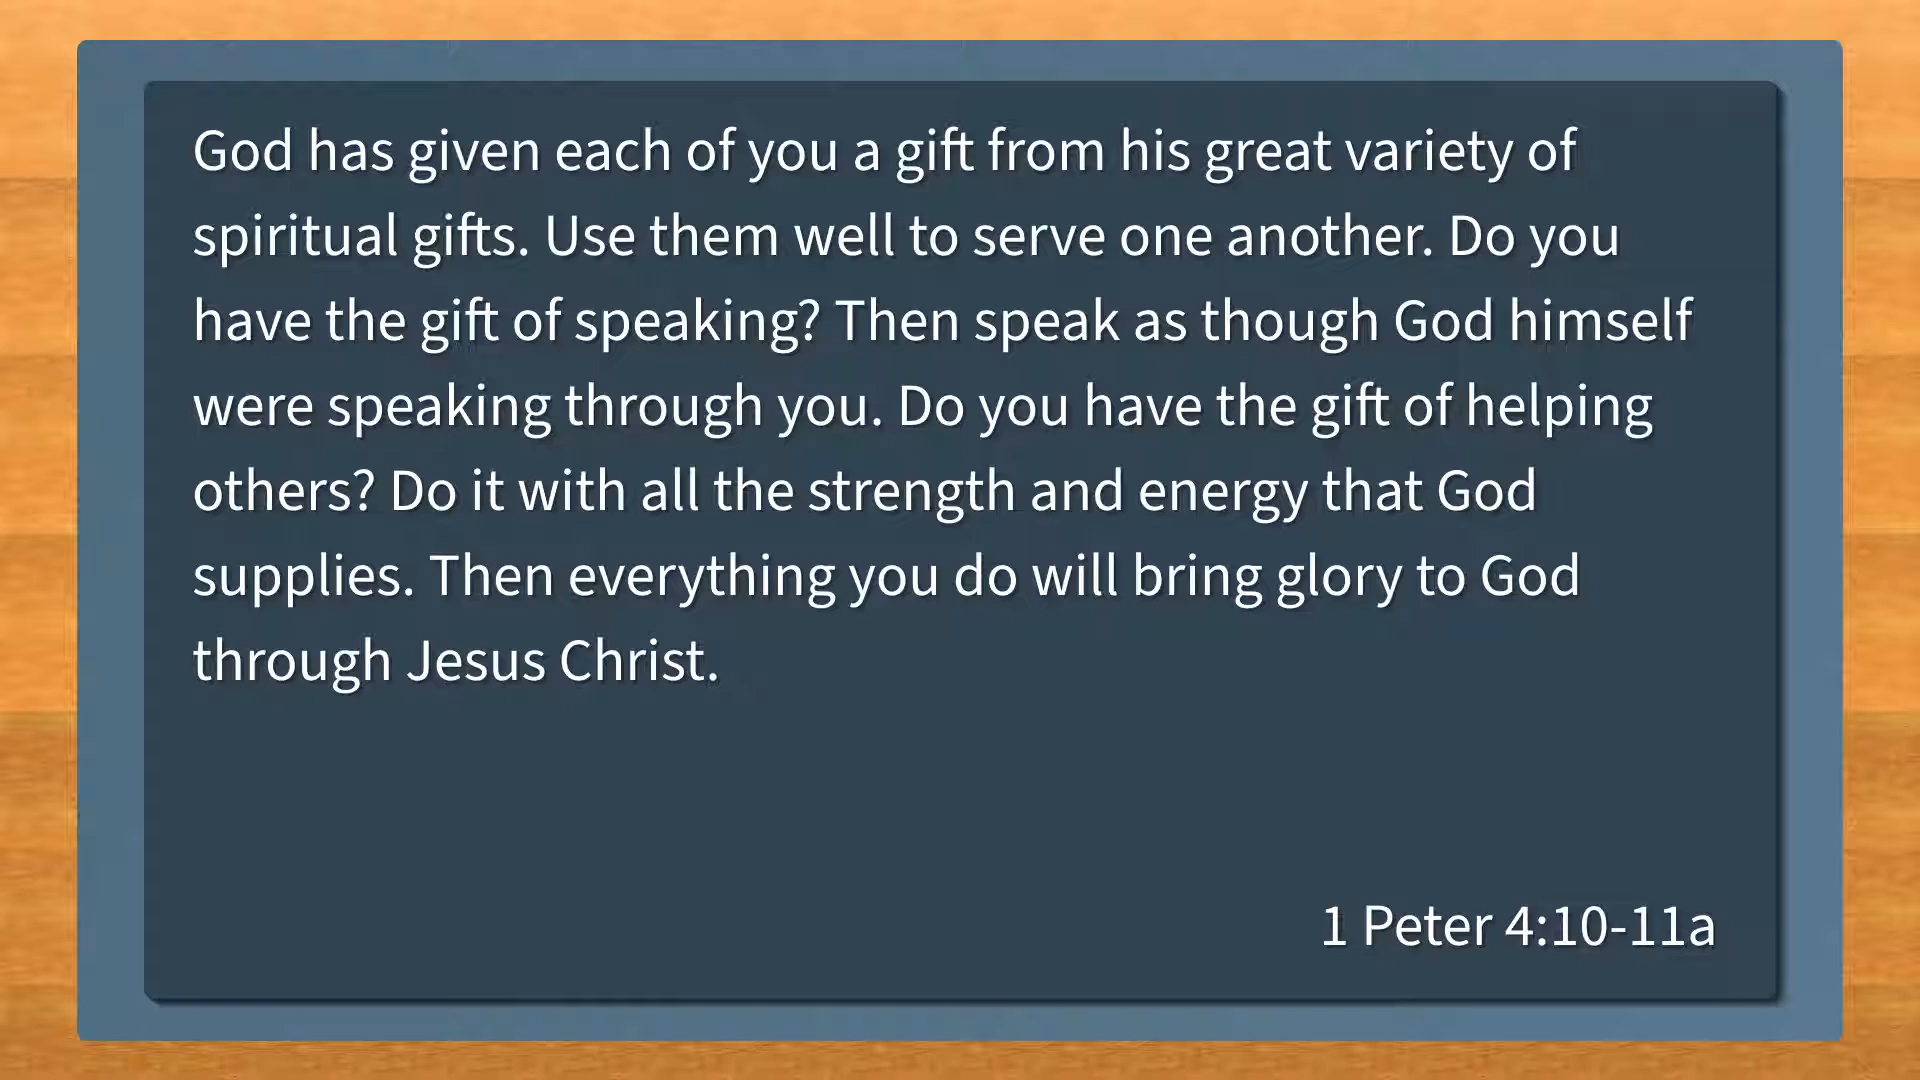 God has given each of you a gift from his great variety of
spiritual gifts. Use them well to serve one another. Do you
have the gift of speaking? Then speak as though God himself
were speaking through you. Do you have the gift of helping
others? Do it with all the strength and energy that God
supplies. Then everything you do will bring glory to God
through Jesus Christ.
1 Peter 4:10-11a